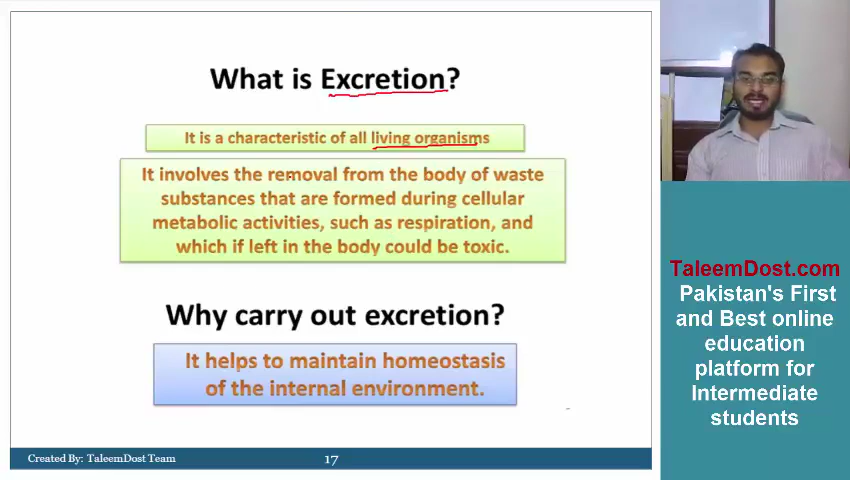 What is Excretion?
It is a characteristic of all living organisms
It involves the removal from the body of waste
substances that are formed during cellular
metabolic activities, such as respiration, and
which if left in the body could be toxic.
Why carry out excretion?
It helps to maintain homeostasis
of the internal environment.
Created By: TaleemDost Team
17
TaleemDost.com
Pakistan's First
and Best online
education
platform for
Intermediate
students